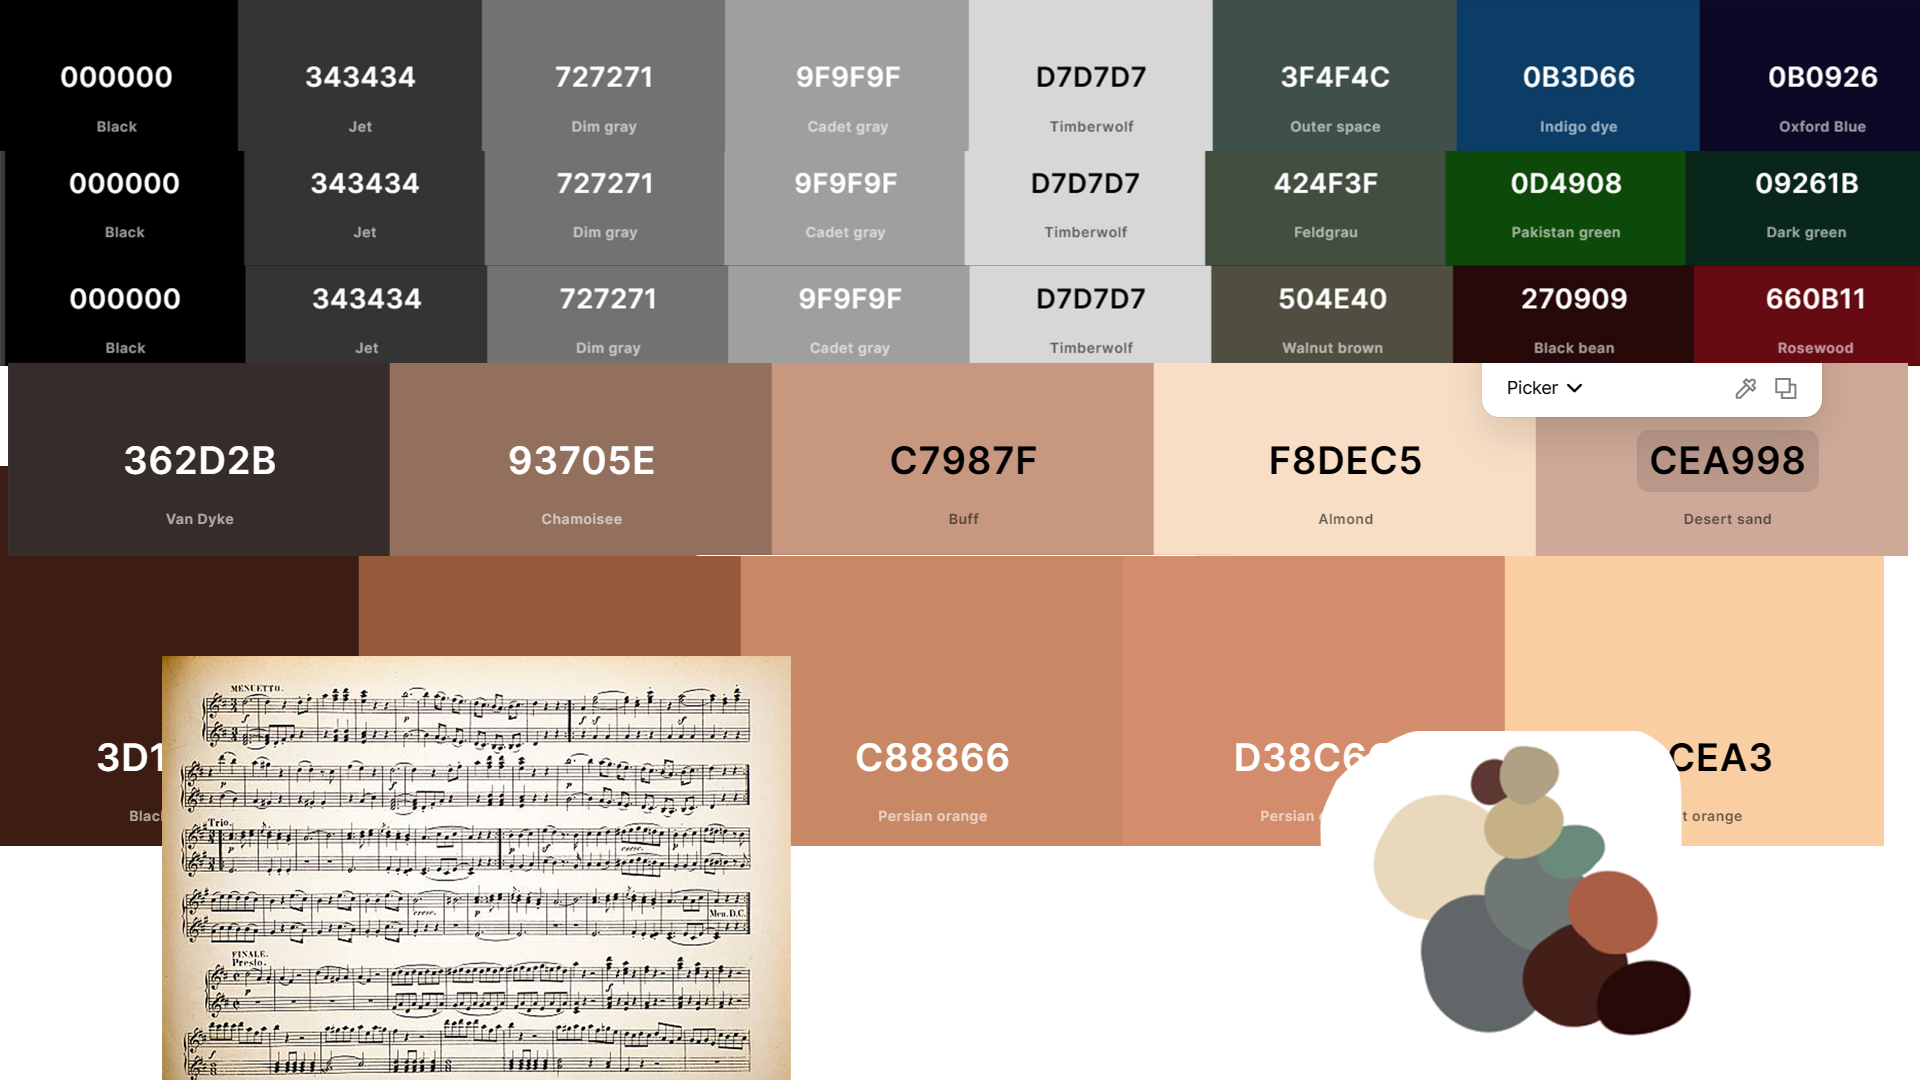 000000 343434 727271 9F9F9F D7D7D7 3F4F4C 0B3D66 0B0926
Black Jet Dim gray Cadet gray Timberwolf Outer space Indigo dye Oxford Blue
000000 343434 727271 9F9F9F D7D7D7 424F3F 0D4908 09261B
Black Jet Dim gray Cadet gray Timberwolf Feldgrau Pakistan green Dark green
000000 343434 727271 9F9F9F D7D7D7 504E40 270909 660B11
Black Jet Dim gray Cadet gray Timberwolf Walnut brown Black bean Rosewood
Picker
362D2B 93705E C7987F F8DEC5 CEA998
Van Dyke Chamoisee Buff Almond Desert sand
MENUETTO.
3D1 C88866 D38C6 CEA3
Blac Persian orange Persian t orange
Trio.
cresc.
cresc. Men.D.C.
FINALE.
Presto.